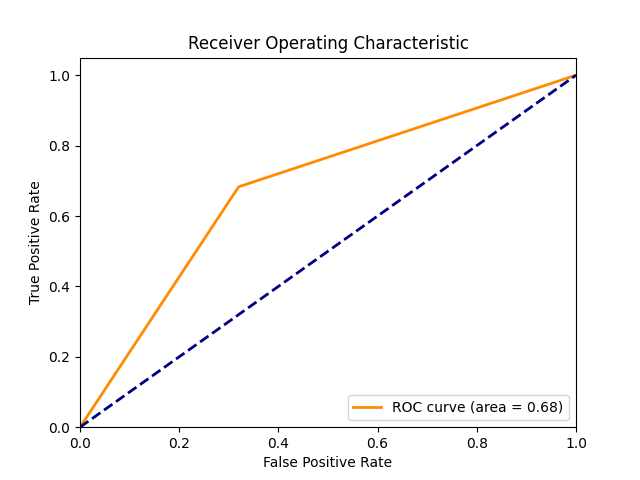 Receiver Operating Characteristic
True Positive Rate
1.0
0.8
0.6
0.4
0.2
0.0
ROC curve (area = 0.68)
0.0 0.2 0.4 0.6 0.8 1.0
False Positive Rate